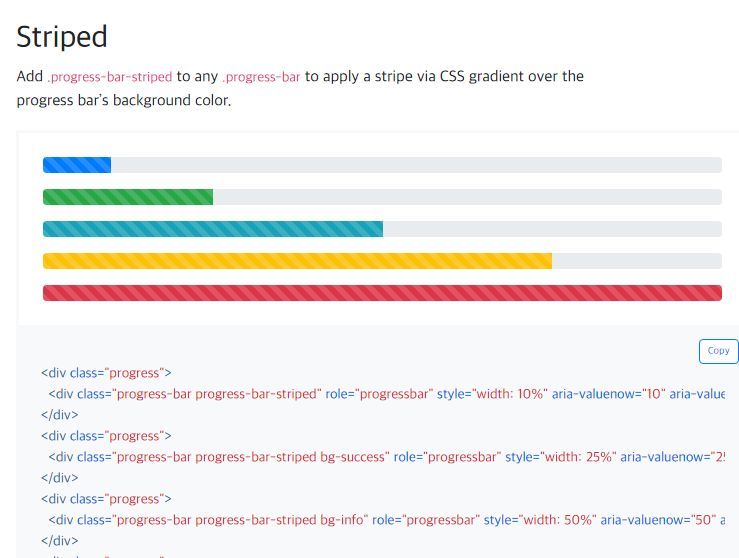 Striped
Add .progress-bar-striped to any .progress-bar to apply a stripe via CSS gradient over the
progress bar's background color.
Copy
<div class="progress">
<div class="progress-bar progress-bar-striped" role="progressbar" style="width: 10%" aria-valuenow="10" aria-value
</div>
<div class="progress">
<div class="progress-bar progress-bar-striped bg-success" role="progressbar" style="width: 25%" aria-valuenow="25
</div>
<div class="progress">
<div class="progress-bar progress-bar-striped bg-info" role="progressbar" style="width: 50%" aria-valuenow="50" a
</div>